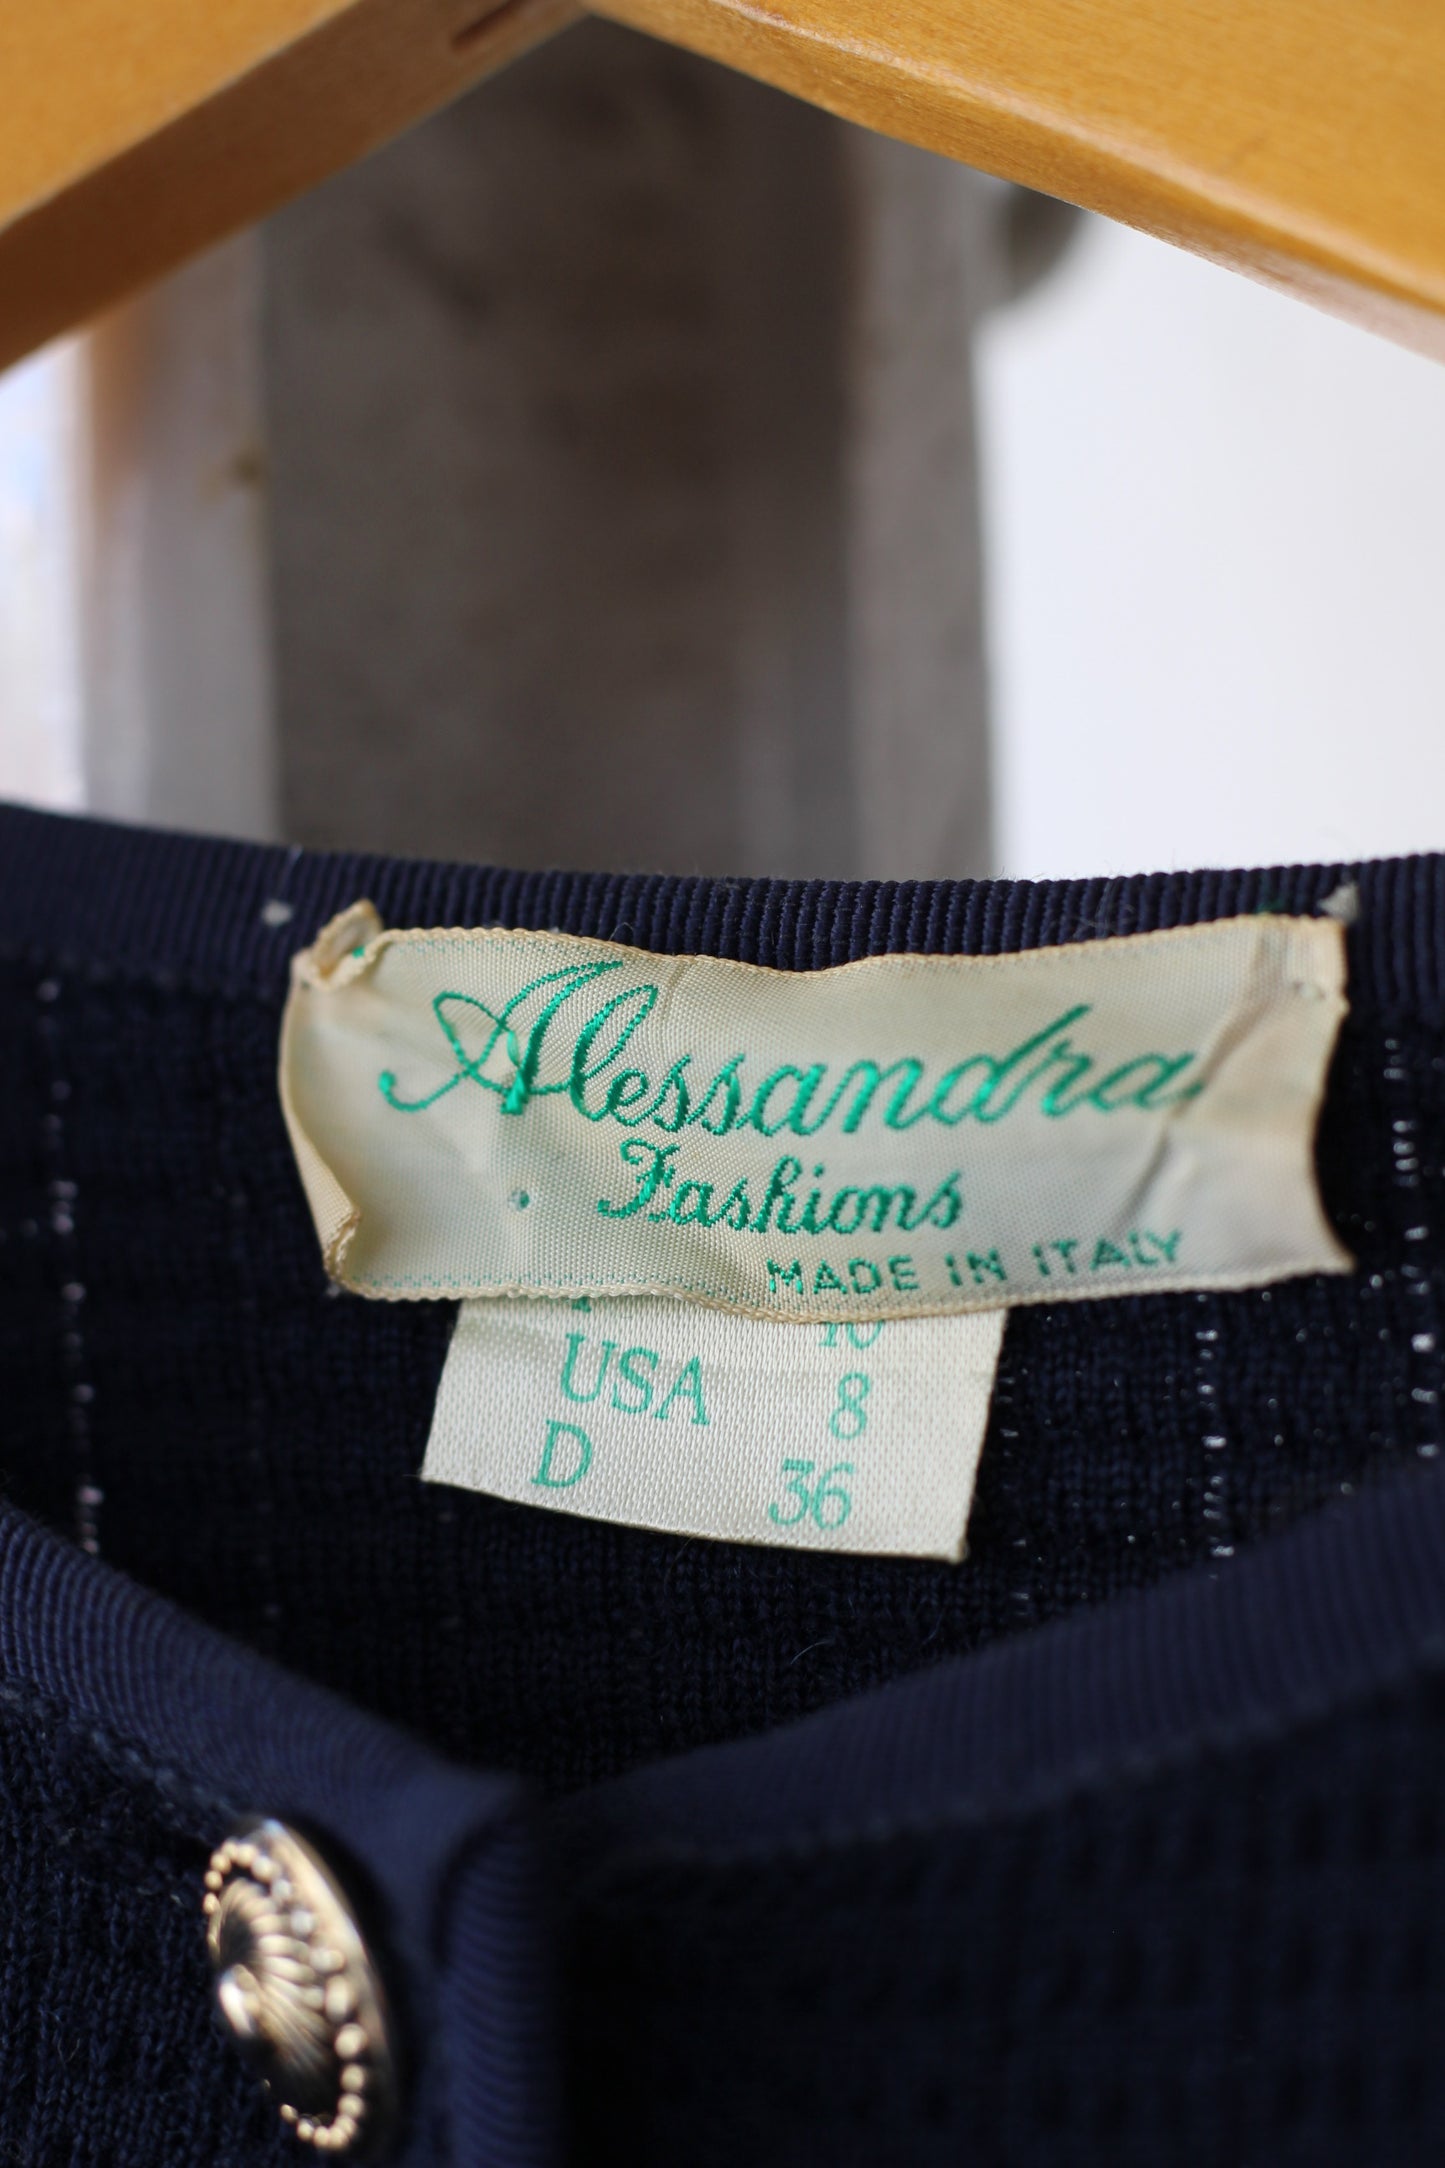 Alessandra
Fashions
MADE IN ITALY
USA 8
D 36